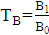 T_B = B_1 / B_0